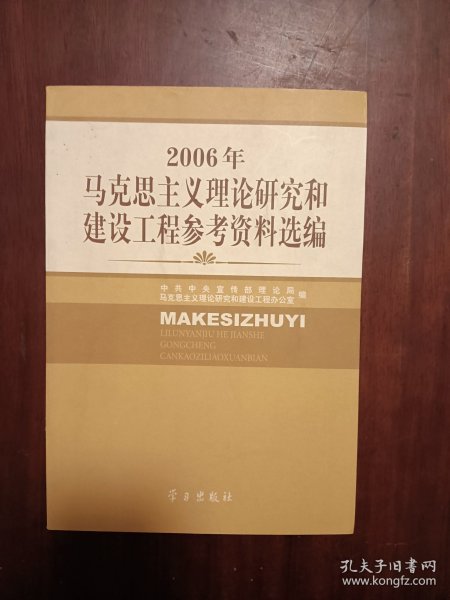 2006年
马克思主义理论研究和
建设工程参考资料选编
中共中央宣传部理论局
马克思主义理论研究和建设工程办公室
编
MAKESIZHUYI
LILUNYANJIU HE JIANSHE
GONGCHENG
CANKAOZILIAOXUANBIAN
学习出版社
孔夫子旧书网
www.kongfz.com